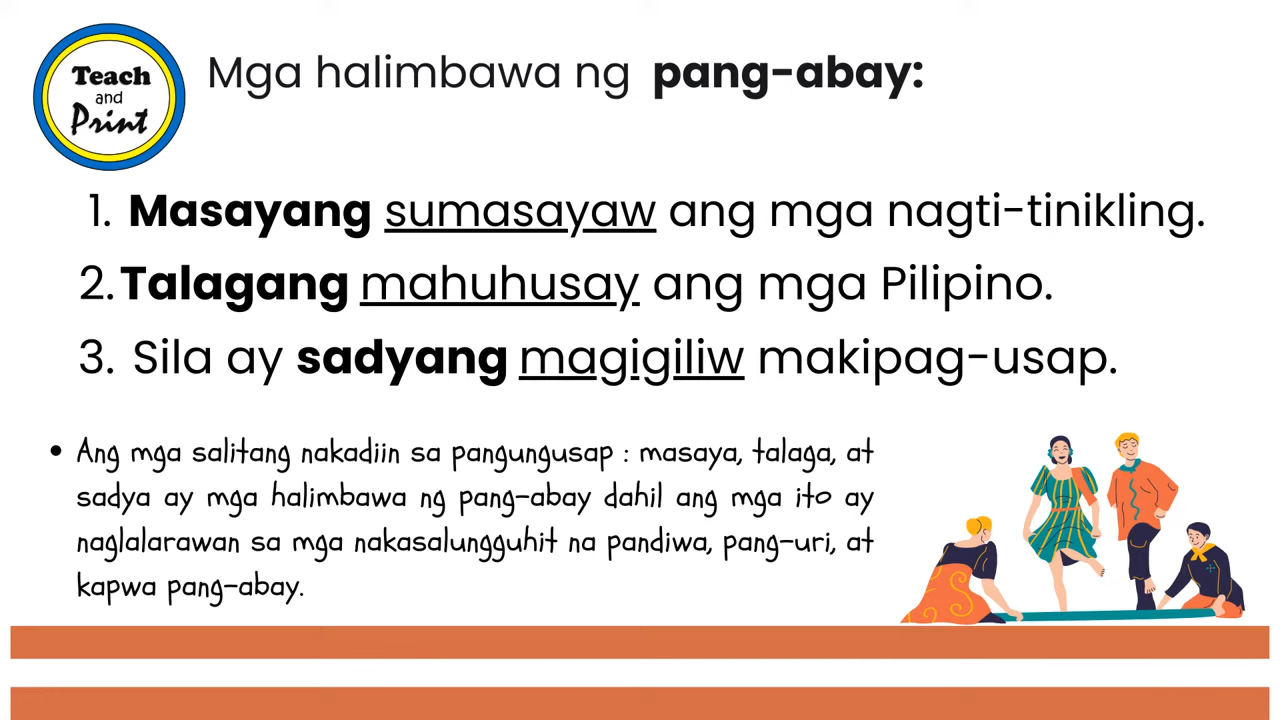 Teach
and
Print
Mga halimbawa ng pang-abay:
1. Masayang sumasayaw ang mga nagti-tinikling.
2. Talagang mahuhusay ang mga Pilipino.
3. Sila ay sadyang magigiliw makipag-usap.
• Ang mga salitang nakadiin sa pangungusap : masaya, talaga, at
sadya ay mga halimbawa ng pang-abay dahil ang mga ito ay
naglalarawan sa mga nakasalungguhit na pandiwa, pang-uri, at
kapwa pang-abay.